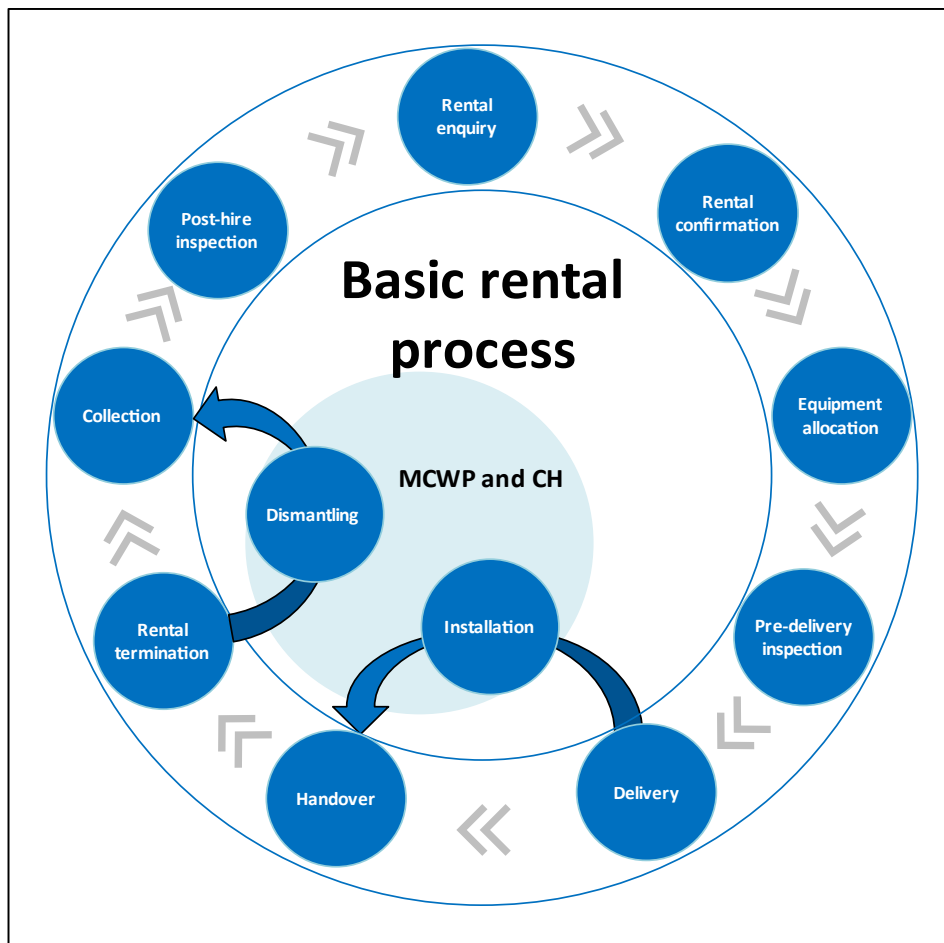 Rental
enquiry
Rental
confirmation
Equipment
allocation
Pre-delivery
inspection
Delivery
Handover
Rental
termination
Collection
Post-hire
inspection
Basic rental
process
MCWP and CH
Dismantling
Installation